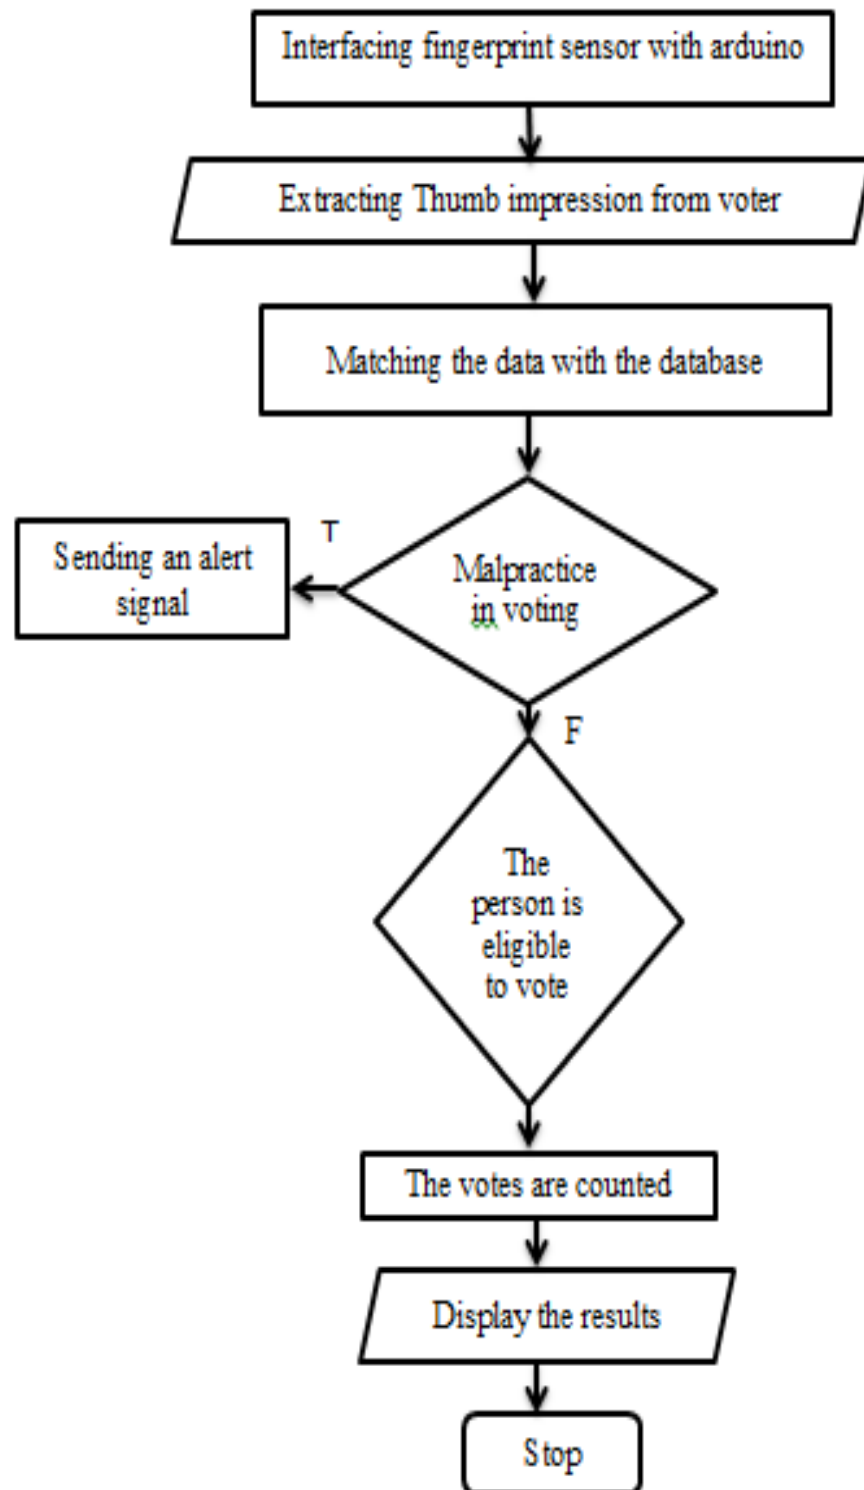 Interfacing fingerprint sensor with arduino
Extracting Thumb impression from voter
Matching the data with the database
T
Sending an alert
signal
Malpractice
in voting
F
The
person is
eligible
to vote
The votes are counted
Display the results
Stop